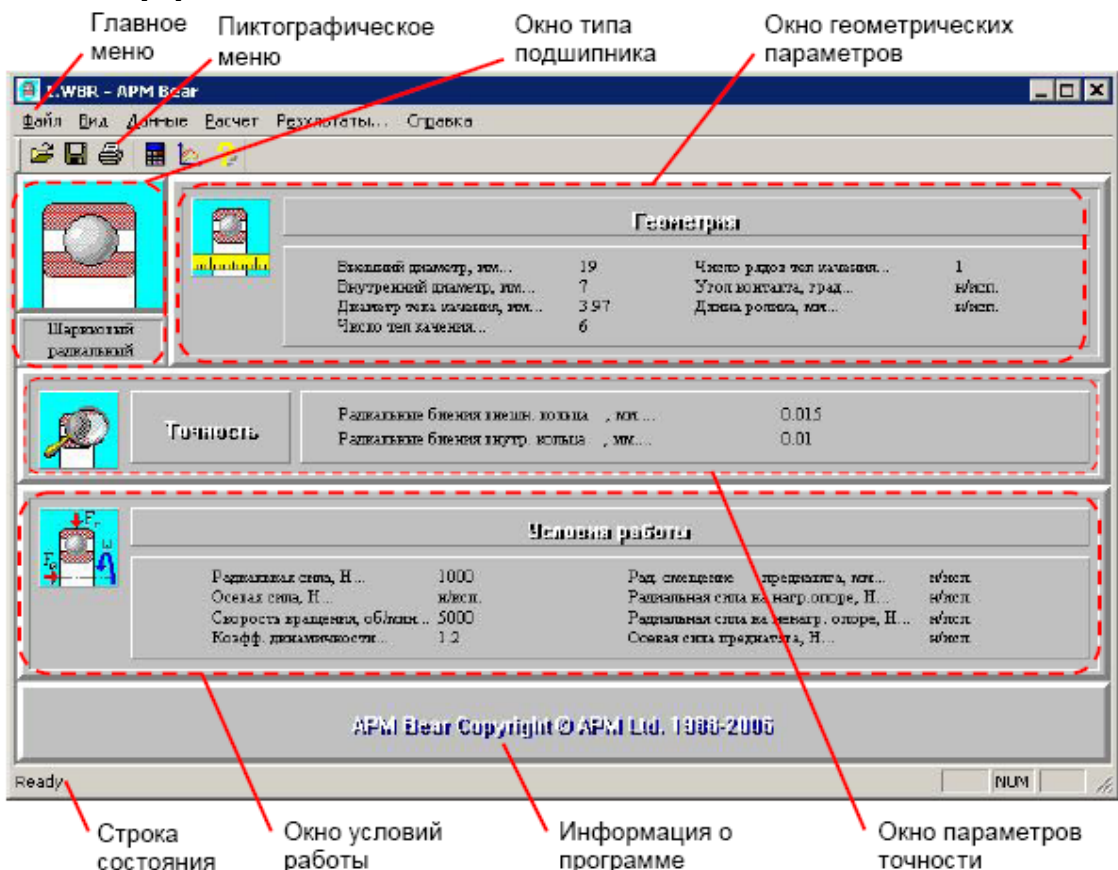 Главное меню
Пиктографическое меню
Окно типа подшипника
Окно геометрических параметров
1.WBR - APM Bear
Файл Вид Данные Расчет Результаты... Справка
Геометрия
Внешний диаметр, мм... 19 Число рядов тел качения... 1
Внутренний диаметр, мм... 7 Угол контакта, град... н/исп.
Диаметр тела качения, мм... 3.97 Длина ролика, мм... н/исп.
Число тел качения... 6
Шариковый
радиальный
Точность
Радиальные биения внешн. кольца , мм.... 0.015
Радиальные биения внутр. кольца , мм.... 0.01
Fr
Fa
ω
Условия работы
Радиальная сила, Н... 1000 Рад. смещение преднатяга, мм... н/исп.
Осевая сила, Н... н/исп. Радиальная сила на нагр.опоре, Н... н/исп.
Скорость вращения, об/мин... 5000 Радиальная сила на ненагр. опоре, Н... н/исп.
Коэфф. динамичности... 1.2 Осевая сила преднатяга, Н... н/исп.
APM Bear Copyright © APM Ltd. 1988-2006
Ready
NUM
Строка состояния
Окно условий работы
Информация о программе
Окно параметров точности